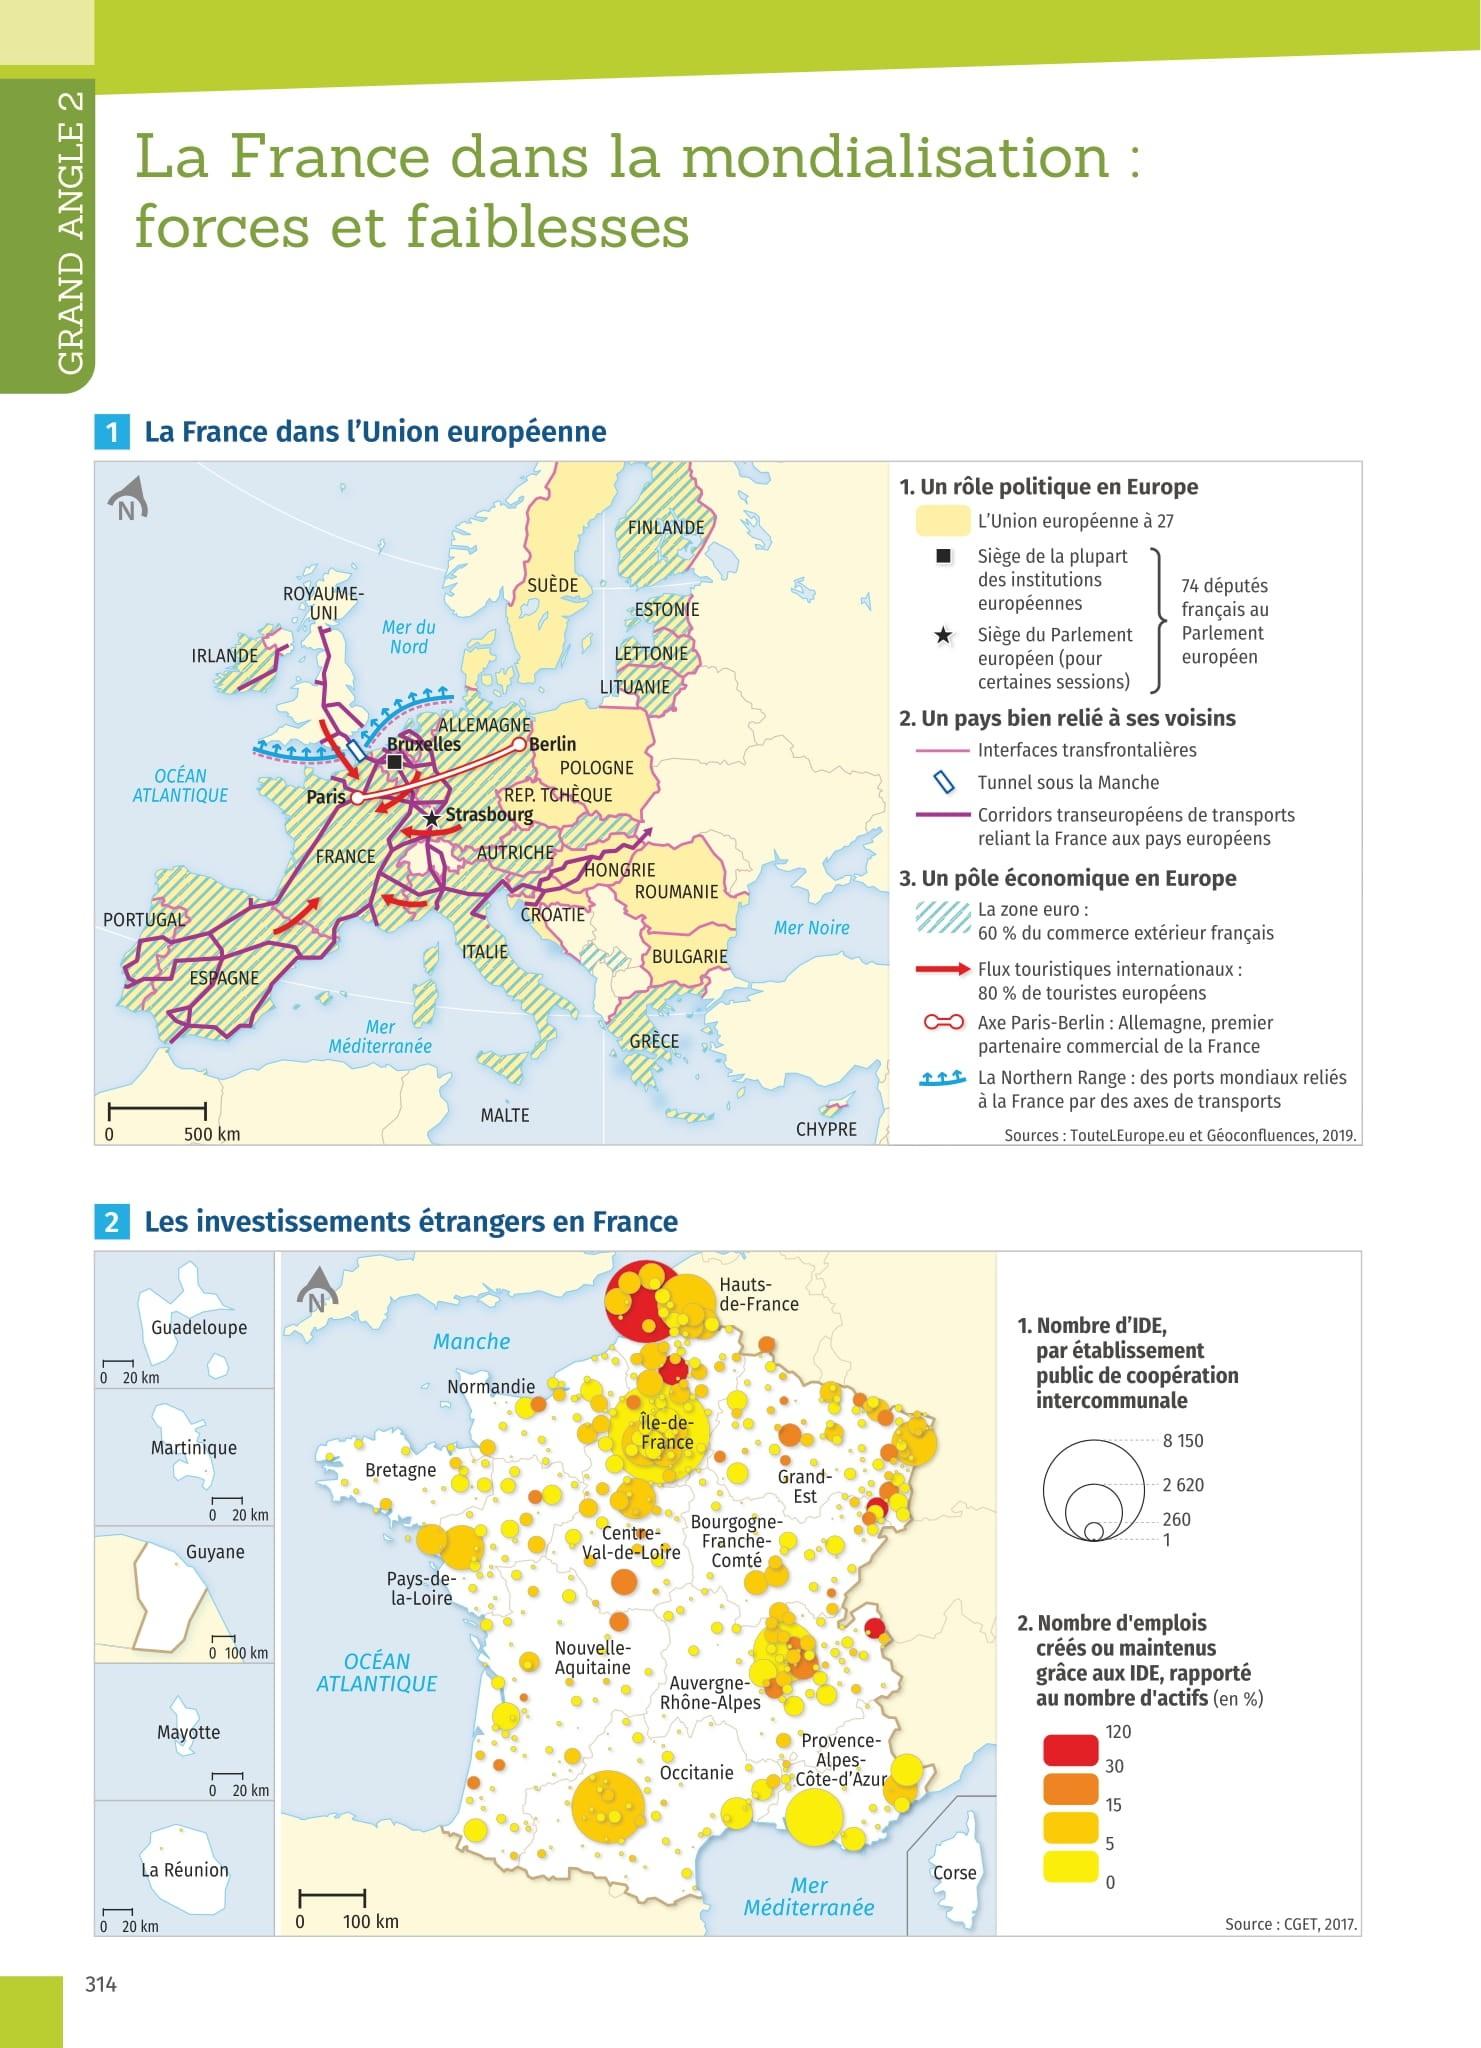 GRAND ANGLE 2
La France dans la mondialisation :
forces et faiblesses
1 La France dans l'Union européenne
N
FINLANDE
SUÈDE
ROYAUME-
UNI
ESTONIE
Mer du
Nord
IRLANDE
LETTONIE
LITUANIE
ALLEMAGNE
Bruxelles
Berlin
POLOGNE
OCÉAN
ATLANTIQUE
Paris
REP. TCHÈQUE
Strasbourg
FRANCE
AUTRICHE
HONGRIE
ROUMANIE
PORTUGAL
CROATIE
Mer Noire
ITALIE
BULGARIE
ESPAGNE
Mer
Méditerranée
GRÈCE
MALTE
CHYPRE
0 500 km
1. Un rôle politique en Europe
L'Union européenne à 27
Siège de la plupart
des institutions
européennes
Siège du Parlement
européen (pour
certaines sessions)
74 députés
français au
Parlement
européen
2. Un pays bien relié à ses voisins
Interfaces transfrontalières
Tunnel sous la Manche
Corridors transeuropéens de transports
reliant la France aux pays européens
3. Un pôle économique en Europe
La zone euro :
60 % du commerce extérieur français
Flux touristiques internationaux :
80 % de touristes européens
Axe Paris-Berlin : Allemagne, premier
partenaire commercial de la France
La Northern Range : des ports mondiaux reliés
à la France par des axes de transports
Sources : TouteLEurope.eu et Géoconfluences, 2019.
2 Les investissements étrangers en France
Guadeloupe
0 20 km
Martinique
0 20 km
Guyane
0 100 km
Mayotte
0 20 km
La Réunion
0 20 km
N
Hauts-
de-France
Manche
Normandie
Île-de-
France
Bretagne
Grand-
Est
Centre-
Val-de-Loire
Bourgogne-
Franche-
Comté
Pays-de-
la-Loire
OCÉAN
ATLANTIQUE
Nouvelle-
Aquitaine
Auvergne-
Rhône-Alpes
Provence-
Alpes-
Côte-d'Azur
Occitanie
Mer
Méditerranée
Corse
0 100 km
1. Nombre d'IDE,
par établissement
public de coopération
intercommunale
8 150
2 620
260
1
2. Nombre d'emplois
créés ou maintenus
grâce aux IDE, rapporté
au nombre d'actifs (en %)
120
30
15
5
0
Source : CGET, 2017.
314